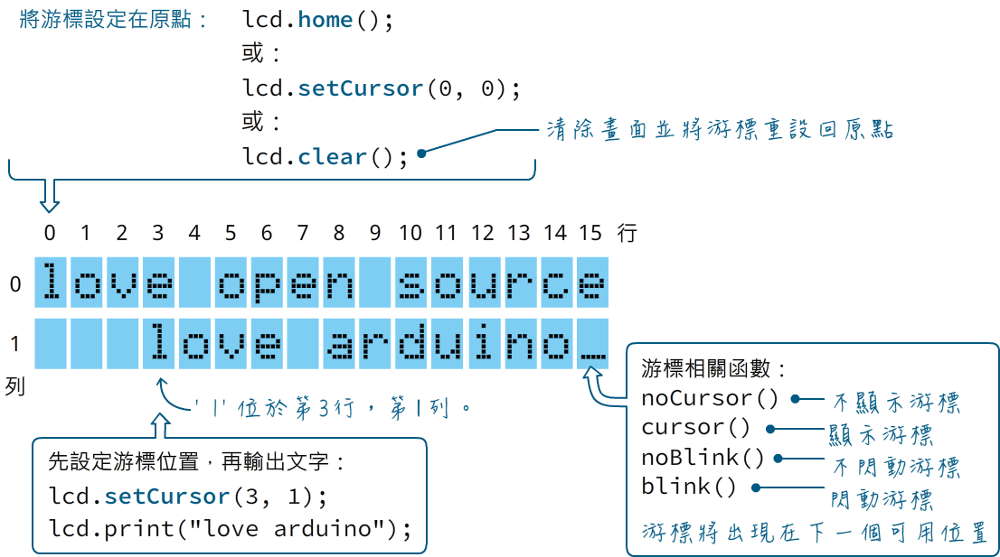 將游標設定在原點： lcd.home();
或：
lcd.setCursor(0, 0);
或：
lcd.clear();
清除畫面並將游標重設回原點
0 1 2 3 4 5 6 7 8 9 10 11 12 13 14 15 行
0 love open source
1 love arduino_
列
'l'位於第3行，第1列。
先設定游標位置，再輸出文字：
lcd.setCursor(3, 1);
lcd.print("love arduino");
游標相關函數：
noCursor() 不顯示游標
cursor() 顯示游標
noBlink() 不閃動游標
blink() 閃動游標
游標將出現在下一個可用位置